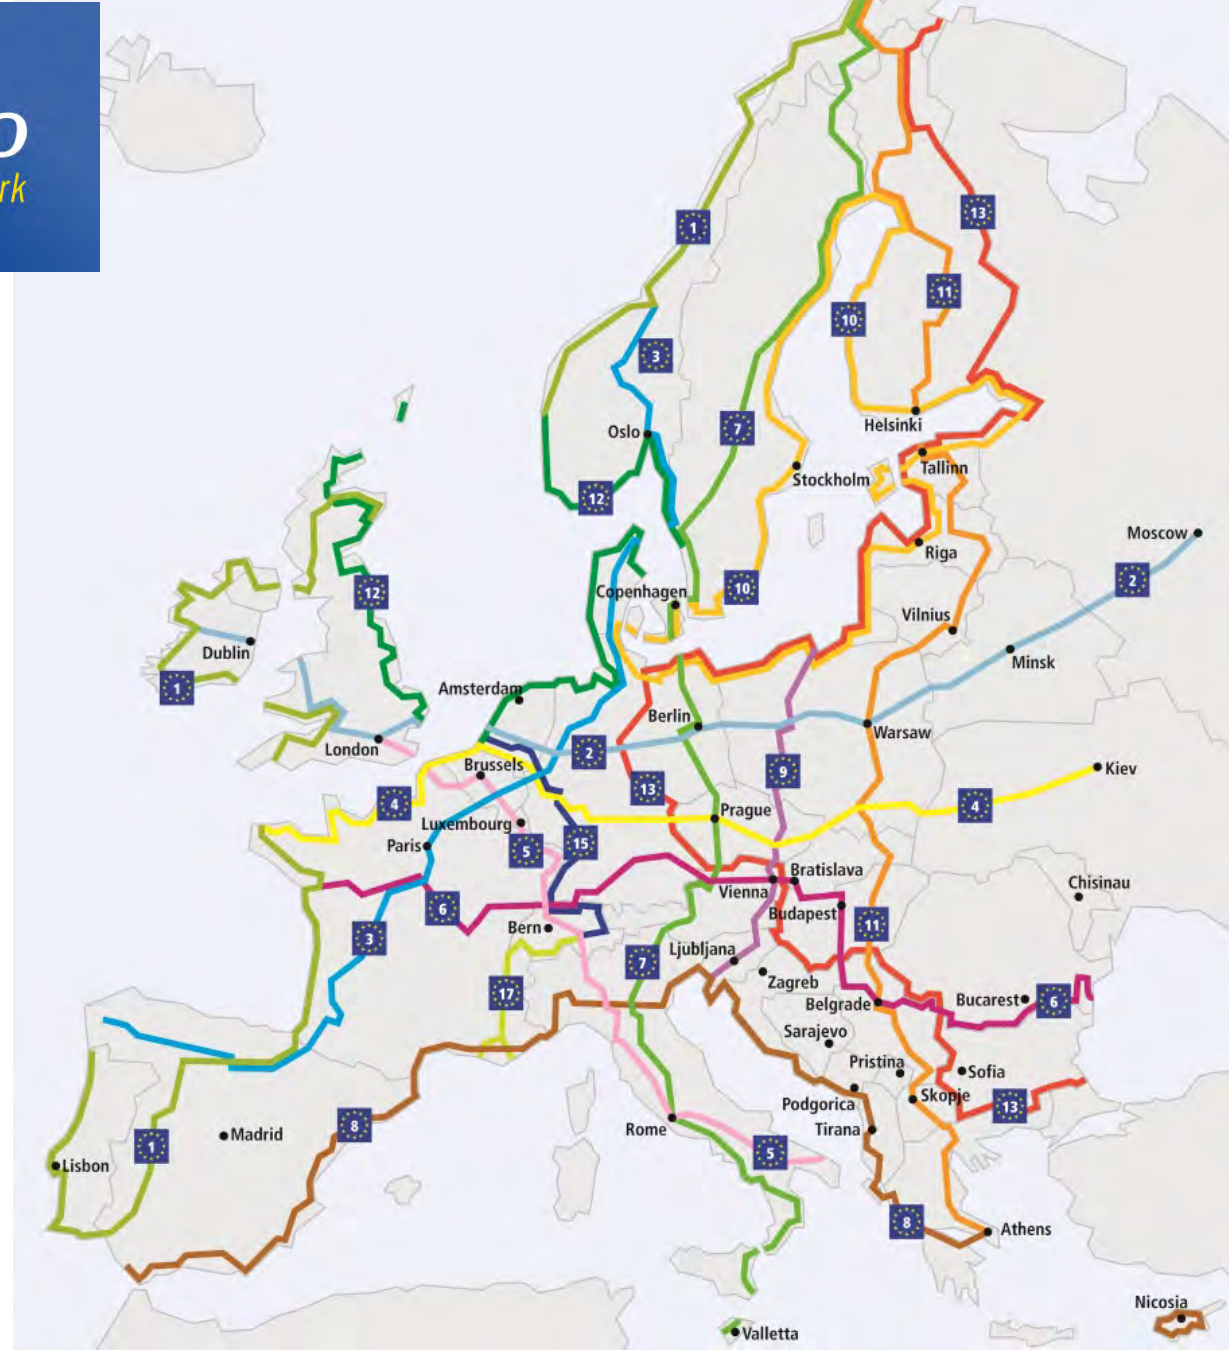 o
rk
1
13
11
10
3
7
Oslo
Helsinki
Stockholm
Tallinn
12
Moscow
Riga
2
12
Copenhagen
10
Dublin
Vilnius
Minsk
1
Amsterdam
Berlin
Warsaw
London
2
Brussels
9
Kiev
13
4
4
Prague
Luxembourg
Paris
5
15
Bratislava
Vienna
Chisinau
6
Budapest
Bern
11
3
Ljubljana
7
Zagreb
17
Belgrade
Bucarest
6
Sarajevo
Pristina
Sofia
Skopje
Podgorica
13
8
Rome
Tirana
Madrid
1
5
Lisbon
8
Athens
Nicosia
Valletta